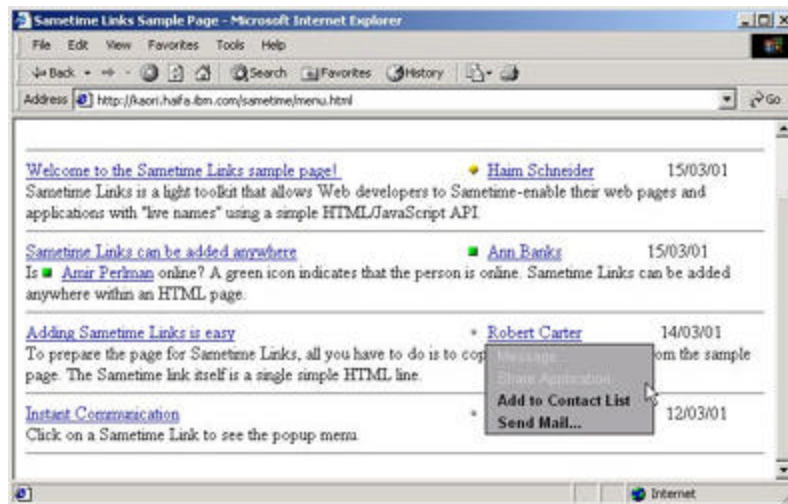 Sametime Links Sample Page - Microsoft Internet Explorer
File Edit View Favorites Tools Help
Back Search Favorites History
Address http://kaori.haifa.ibm.com/sametime/menu.html Go
Welcome to the Sametime Links sample page! Haim Schneider 15/03/01
Sametime Links is a light toolkit that allows Web developers to Sametime-enable their web pages and
applications with "live names" using a simple HTML/JavaScript API
Sametime Links can be added anywhere Ann Banks 15/03/01
Is Amir Perlman online? A green icon indicates that the person is online. Sametime Links can be added
anywhere within an HTML page.
Adding Sametime Links is easy Robert Carter 14/03/01
To prepare the page for Sametime Links, all you have to do is to cop om the sample
page. The Sametime link itself is a single simple HTML line.
Message...
Share Application...
Add to Contact List
Send Mail...
Instant Communication 12/03/01
Click on a Sametime Link to see the popup menu
Internet